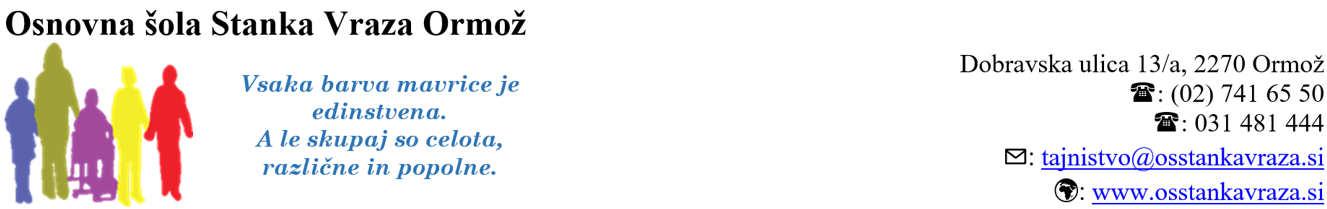 Osnovna šola Stanka Vraza Ormož
Vsaka barva mavrice je
edinstvena.
A le skupaj so celota,
različne in popolne.
Dobravska ulica 13/a, 2270 Ormož
☎: (02) 741 65 50
☎: 031 481 444
✉: tajnistvo@osstankavraza.si
🌍: www.osstankavraza.si